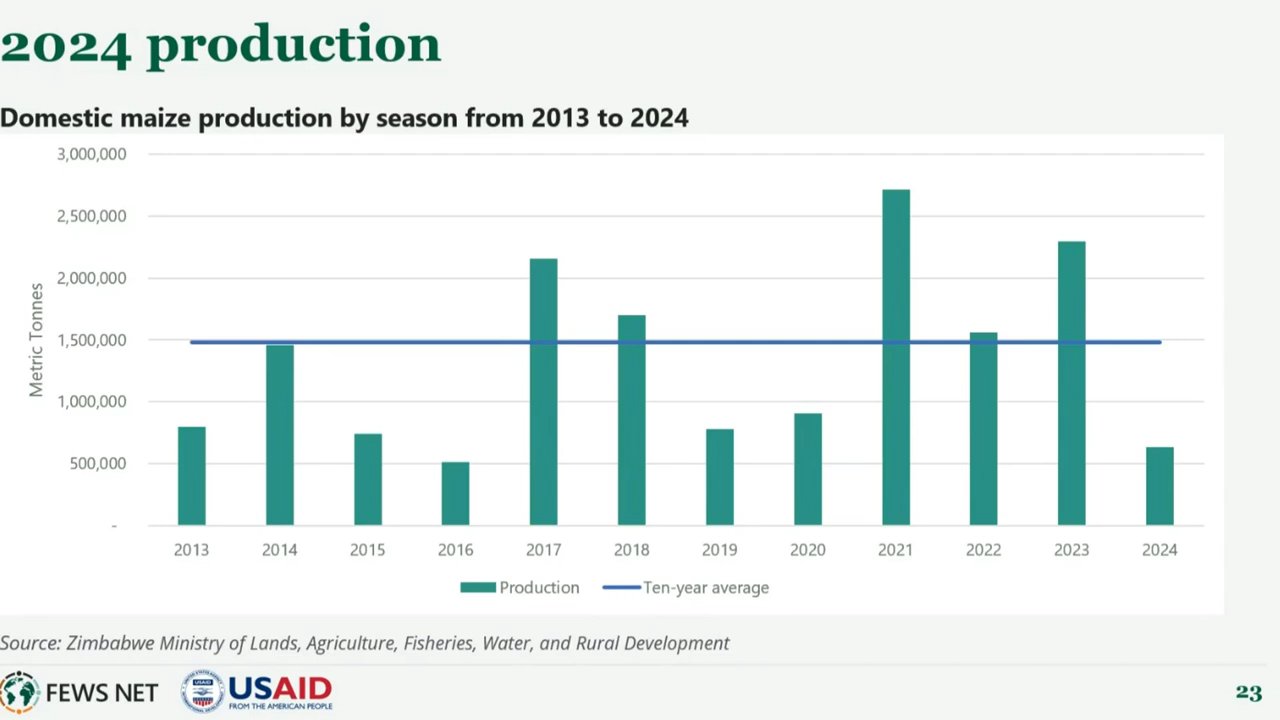 2024 production
Domestic maize production by season from 2013 to 2024
3,000,000
2,500,000
2,000,000
1,500,000
1,000,000
500,000
-
Metric Tonnes
2013 2014 2015 2016 2017 2018 2019 2020 2021 2022 2023 2024
Production Ten-year average
Source: Zimbabwe Ministry of Lands, Agriculture, Fisheries, Water, and Rural Development
FEWS NET USAID
FROM THE AMERICAN PEOPLE
23